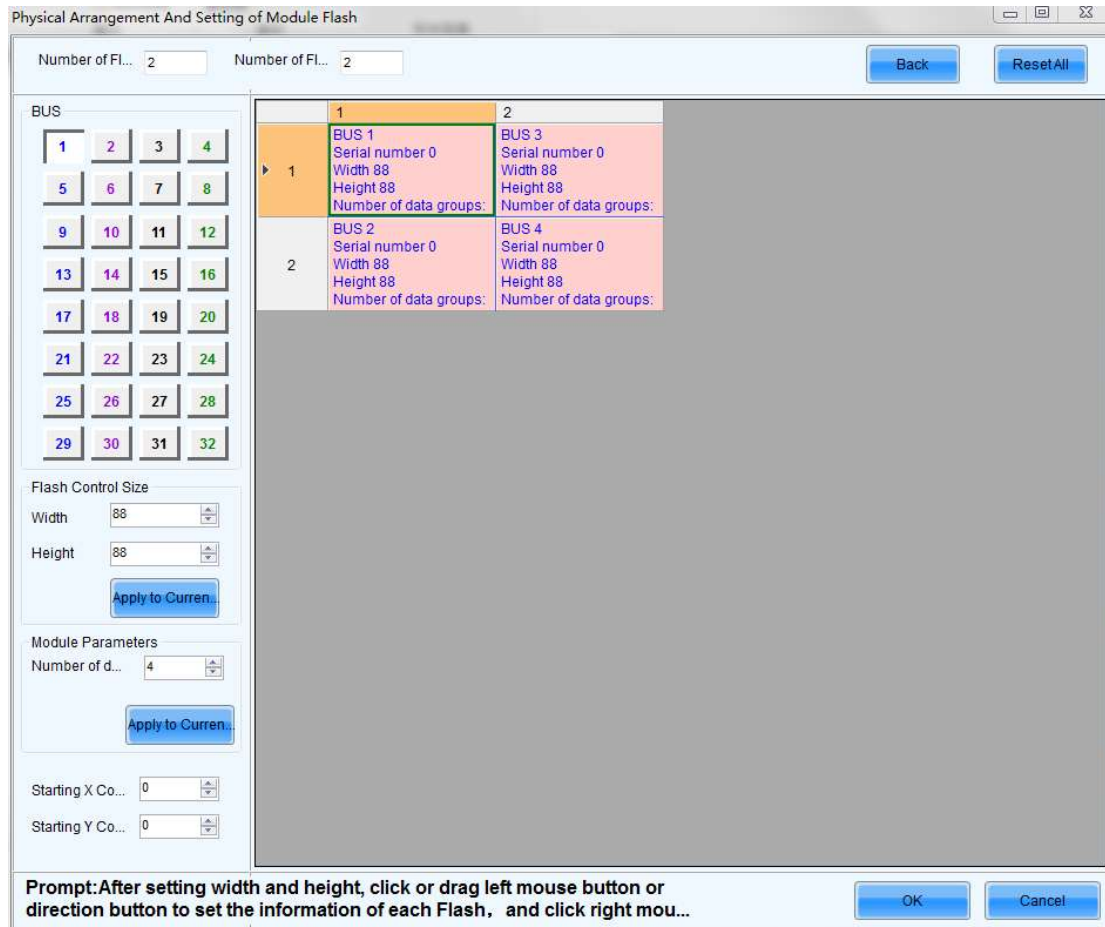 Physical Arrangement And Setting of Module Flash
Number of Fl... 2 Number of Fl... 2
Back
Reset All
BUS
1 2 3 4
5 6 7 8
9 10 11 12
13 14 15 16
17 18 19 20
21 22 23 24
25 26 27 28
29 30 31 32
Flash Control Size
Width 88
Height 88
Apply to Curren...
Module Parameters
Number of d... 4
Apply to Curren...
Starting X Co... 0
Starting Y Co... 0
1 2
1
BUS 1
Serial number 0
Width 88
Height 88
Number of data groups:
BUS 3
Serial number 0
Width 88
Height 88
Number of data groups:
2
BUS 2
Serial number 0
Width 88
Height 88
Number of data groups:
BUS 4
Serial number 0
Width 88
Height 88
Number of data groups:
Prompt:After setting width and height, click or drag left mouse button or
direction button to set the information of each Flash， and click right mou...
OK
Cancel